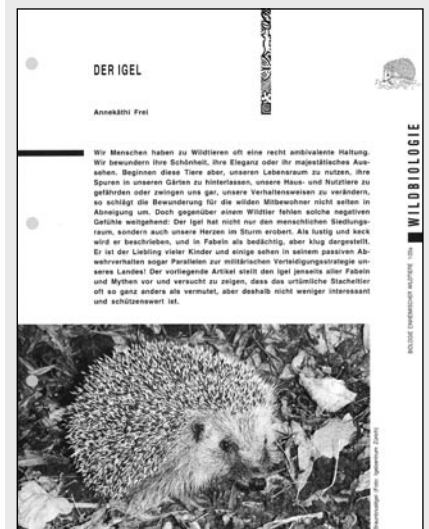 DER IGEL
Annekäthi Frei
Wir Menschen haben zu Wildtieren oft eine recht ambivalente Haltung.
Wir bewundern ihre Schönheit, ihre Eleganz oder ihr majestätisches Aus-
sehen. Beginnen diese Tiere aber, unseren Lebensraum zu nutzen, ihre
Spuren in unseren Gärten zu hinterlassen, unsere Haus- und Nutztiere zu
gefährden oder zwingen uns gar, unsere Verhaltensweisen zu verändern,
so schlägt die Bewunderung für die wilden Mitbewohner nicht selten in
Abneigung um. Doch gegenüber einem Wildtier fehlen solche negativen
Gefühle weitgehend: Der Igel hat nicht nur den menschlichen Siedlungs-
raum, sondern auch unsere Herzen im Sturm erobert. Als lustig und keck
wird er beschrieben, und in Fabeln als bedächtig, aber klug dargestellt.
Er ist der Liebling vieler Kinder und einige sehen in seinem passiven Ab-
wehrverhalten sogar Parallelen zur militärischen Verteidigungsstrategie un-
seres Landes! Der vorliegende Artikel stellt den Igel jenseits aller Fabeln
und Mythen vor und versucht zu zeigen, dass das urtümliche Stacheltier
oft so ganz anders als vermutet, aber deshalb nicht weniger interessant
und schützenswert ist.
WILDBIOLOGIE
BIOLOGIE EINHEIMISCHER WILDTIERE 1/20a
(Foto: Igelzentrum Zürich)